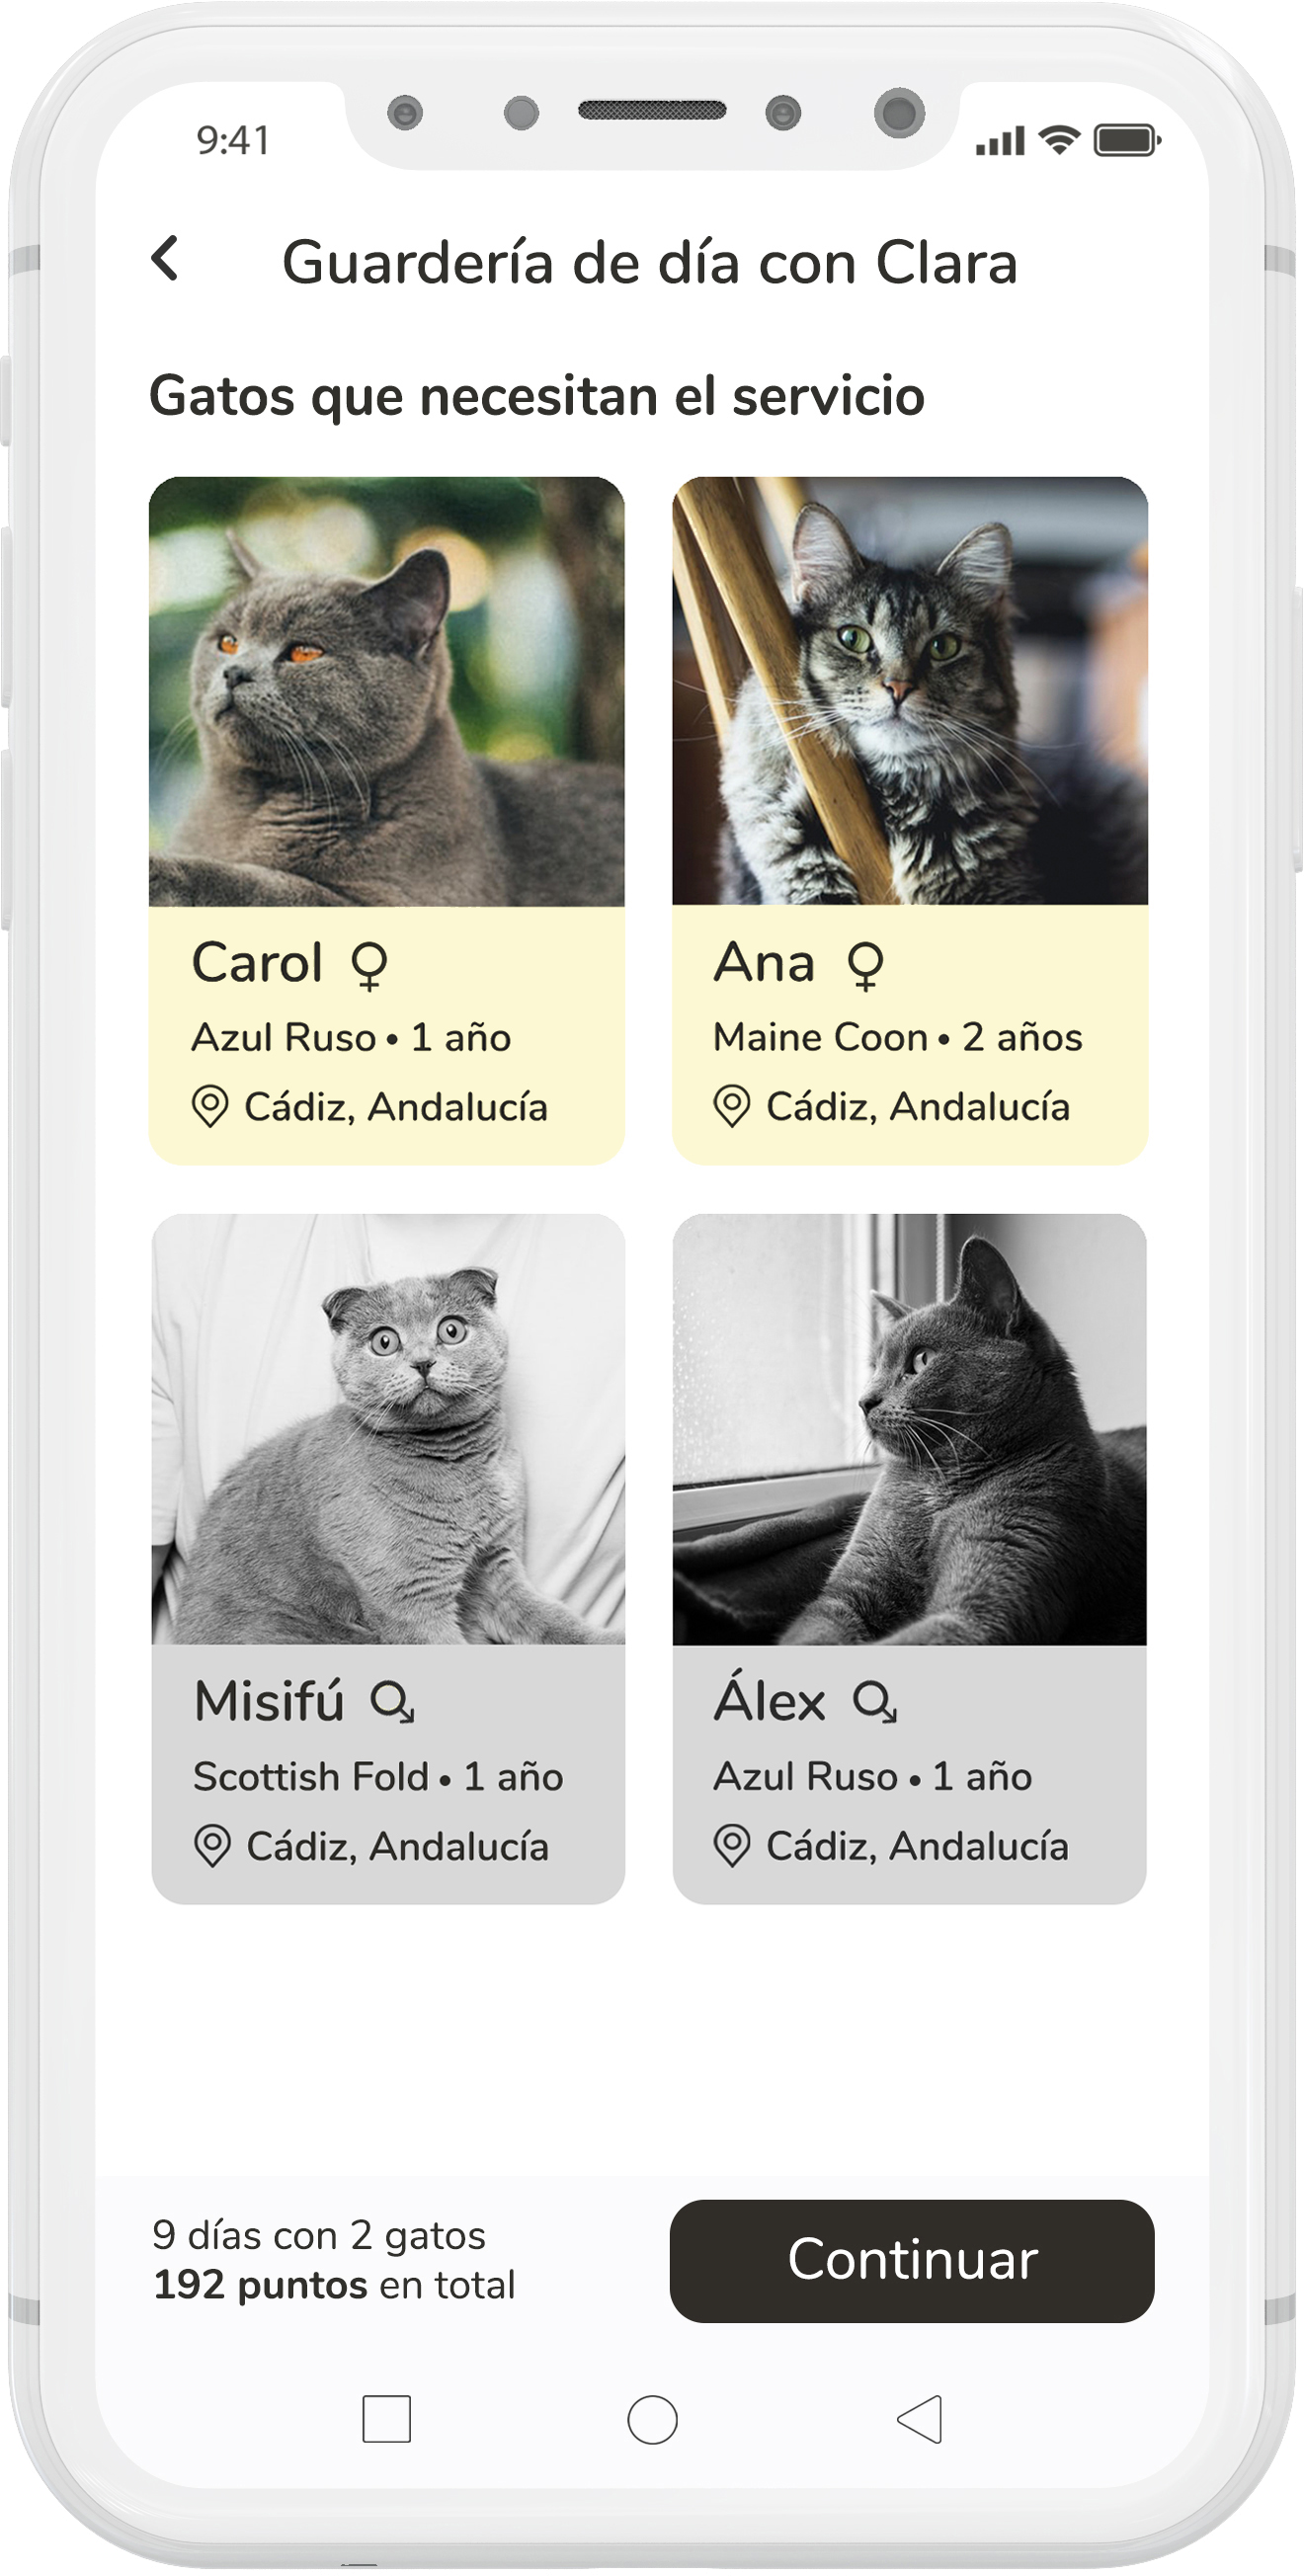 9:41
Guardería de día con Clara
Gatos que necesitan el servicio
Carol
Azul Ruso • 1 año
Cádiz, Andalucía
Ana
Maine Coon • 2 años
Cádiz, Andalucía
Misifú
Scottish Fold • 1 año
Cádiz, Andalucía
Álex
Azul Ruso • 1 año
Cádiz, Andalucía
9 días con 2 gatos
192 puntos en total
Continuar